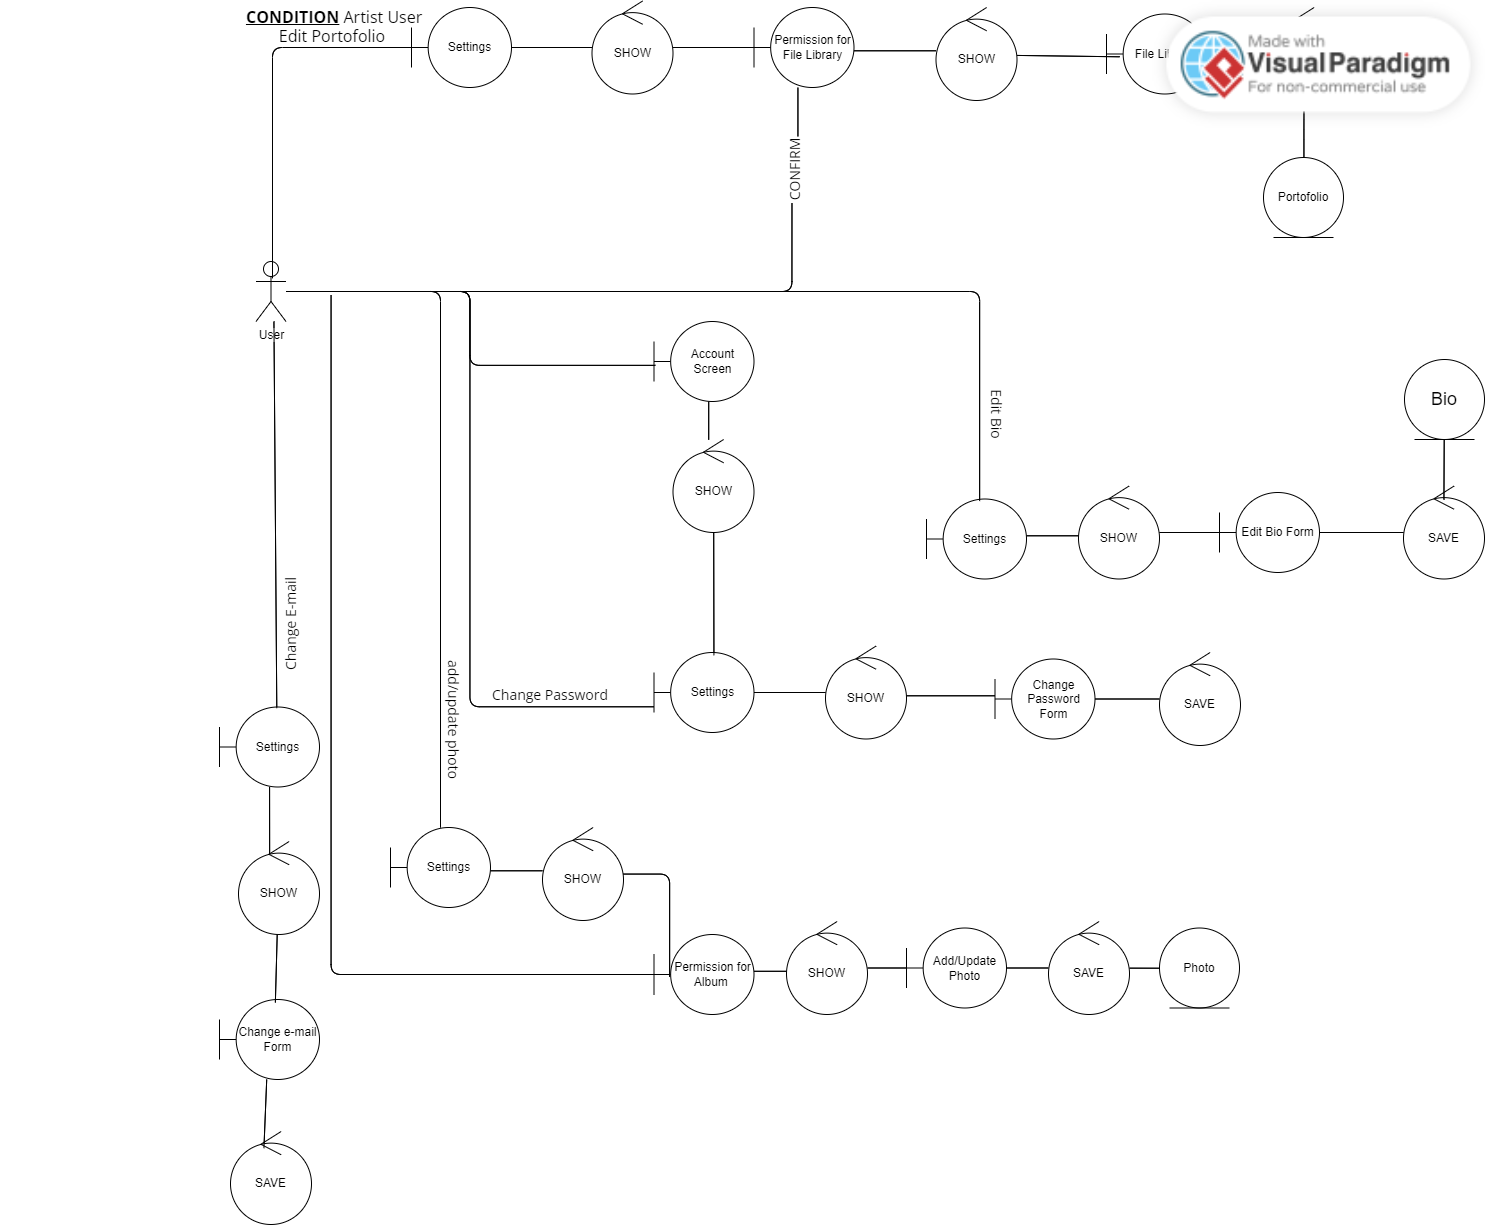 CONDITION Artist User
Edit Portofolio
Settings
SHOW
Permission for
File Library
SHOW
Made with
Visual Paradigm
For non-commercial use
CONFIRM
Portofolio
User
Account
Screen
Edit Bio
Bio
SHOW
Settings
SHOW
Edit Bio Form
SAVE
Change E-mail
add/update photo
Change Password
Settings
SHOW
Change
Password
Form
SAVE
Settings
Settings
SHOW
SHOW
Permission for
Album
SHOW
Add/Update
Photo
SAVE
Photo
Change e-mail
Form
SAVE